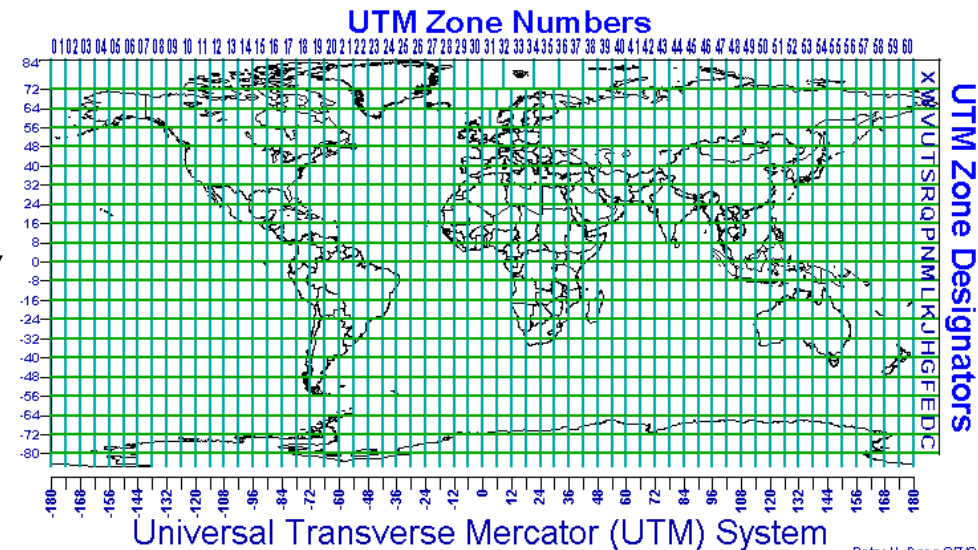 UTM Zone Numbers
01 02 03 04 05 06 07 08 09 10 11 12 13 14 15 16 17 18 19 20 21 22 23 24 25 26 27 28 29 30 31 32 33 34 35 36 37 38 39 40 41 42 43 44 45 46 47 48 49 50 51 52 53 54 55 56 57 58 59 60
84
72
64
56
48
40
32
24
16
8
0
-8
-16
-24
-32
-40
-48
-56
-64
-72
-80
X
W
V
U
T
S
R
Q
P
N
M
L
K
J
H
G
F
E
D
C
UTM Zone Designators
-180 -168 -156 -144 -132 -120 -108 -96 -84 -72 -60 -48 -36 -24 -12 0 12 24 36 48 60 72 84 96 108 120 132 144 156 168 180
Universal Transverse Mercator (UTM) System